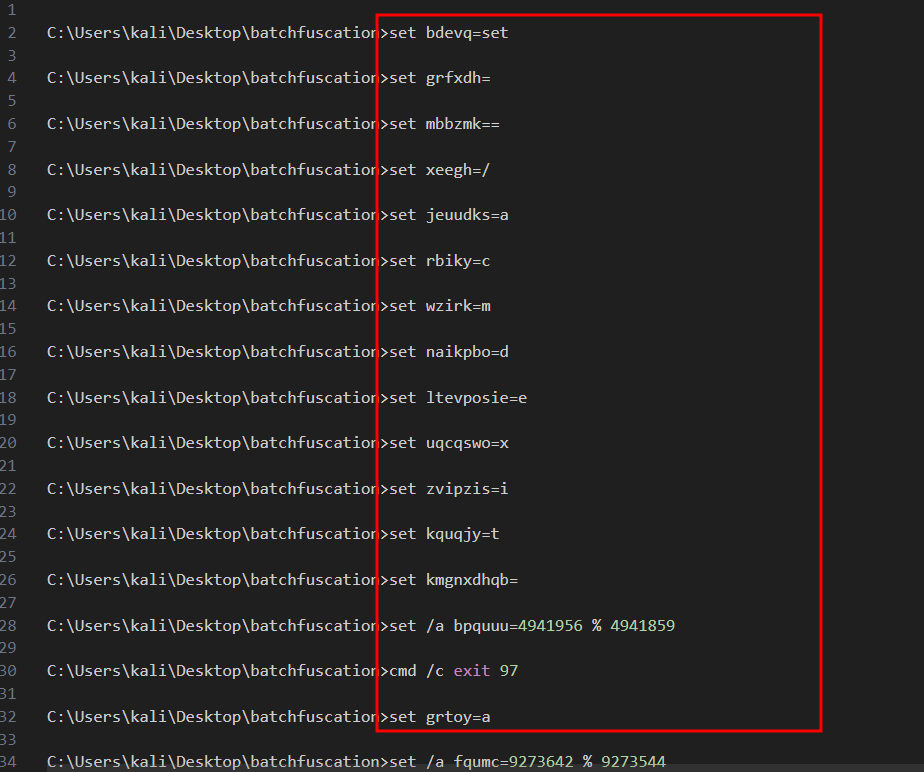 1
2 C:\Users\kali\Desktop\batchfuscation>set bdevq=set
3
4 C:\Users\kali\Desktop\batchfuscation>set grfxdh=
5
6 C:\Users\kali\Desktop\batchfuscation>set mbbzmk==
7
8 C:\Users\kali\Desktop\batchfuscation>set xeegh=/
9
10 C:\Users\kali\Desktop\batchfuscation>set jeuudks=a
11
12 C:\Users\kali\Desktop\batchfuscation>set rbiky=c
13
14 C:\Users\kali\Desktop\batchfuscation>set wzirk=m
15
16 C:\Users\kali\Desktop\batchfuscation>set naikpbo=d
17
18 C:\Users\kali\Desktop\batchfuscation>set ltevposie=e
19
20 C:\Users\kali\Desktop\batchfuscation>set uqcqswo=x
21
22 C:\Users\kali\Desktop\batchfuscation>set zvipzis=i
23
24 C:\Users\kali\Desktop\batchfuscation>set kquqjy=t
25
26 C:\Users\kali\Desktop\batchfuscation>set kmgnxdhqb=
27
28 C:\Users\kali\Desktop\batchfuscation>set /a bpquuu=4941956 % 4941859
29
30 C:\Users\kali\Desktop\batchfuscation>cmd /c exit 97
31
32 C:\Users\kali\Desktop\batchfuscation>set grtoy=a
33
34 C:\Users\kali\Desktop\batchfuscation>set /a fqumc=9273642 % 9273544